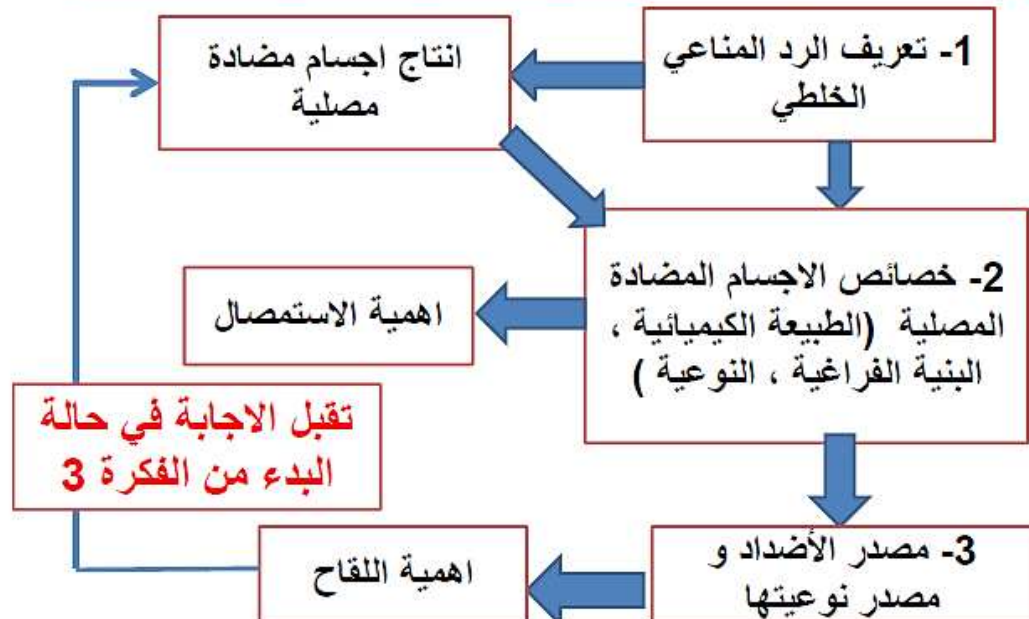 1- تعريف الرد المناعي
الخلطي
انتاج اجسام مضادة
مصلية
2- خصائص الاجسام المضادة
المصلية (الطبيعة الكيميائية ،
البنية الفراغية ، النوعية )
اهمية الاستمصال
تقبل الاجابة في حالة
البدء من الفكرة 3
3- مصدر الأضداد و
مصدر نوعيتها
اهمية اللقاح